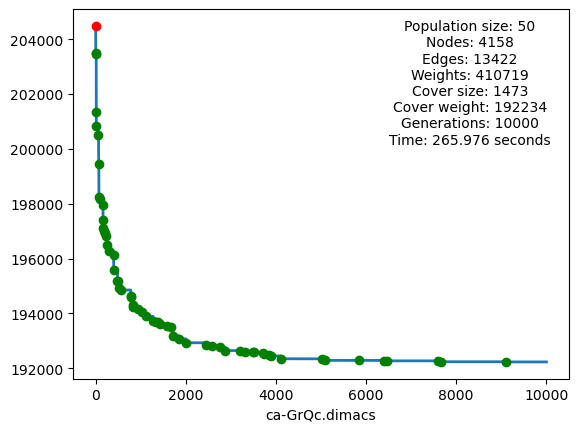 204000
202000
200000
198000
196000
194000
192000
Population size: 50
Nodes: 4158
Edges: 13422
Weights: 410719
Cover size: 1473
Cover weight: 192234
Generations: 10000
Time: 265.976 seconds
0 2000 4000 6000 8000 10000
ca-GrQc.dimacs